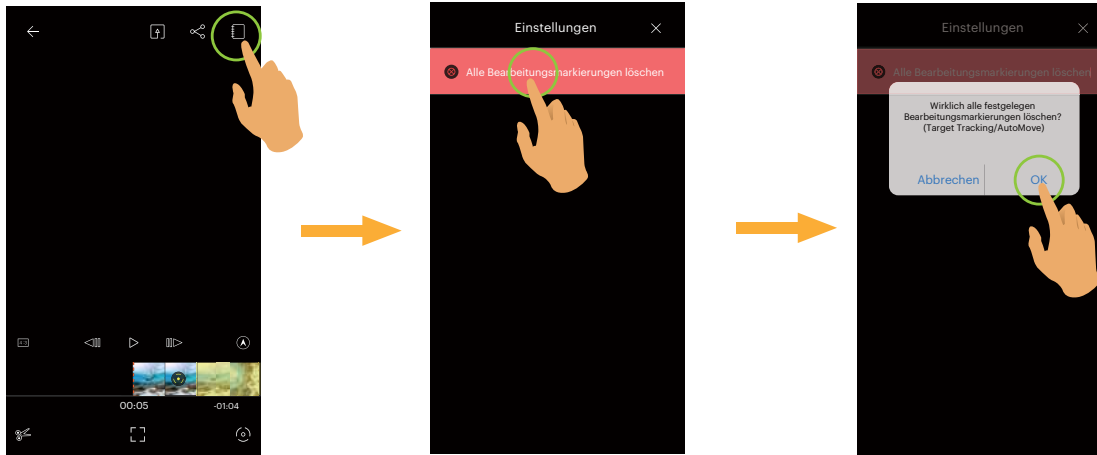 00:05
-01:04
Einstellungen
Alle Bearbeitungsmarkierungen löschen
Einstellungen
Alle Bearbeitungsmarkierungen löschen
Wirklich alle festgelegen
Bearbeitungsmarkierungen löschen?
(Target Tracking/AutoMove)
Abbrechen OK